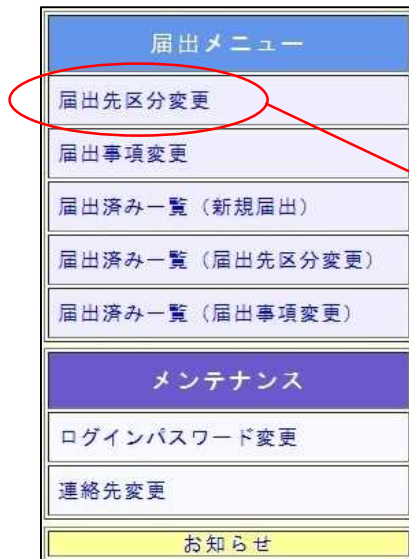 届出メニュー
届出先区分変更
届出事項変更
届出済み一覧（新規届出）
届出済み一覧（届出先区分変更）
届出済み一覧（届出事項変更）
メンテナンス
ログインパスワード変更
連絡先変更
お知らせ